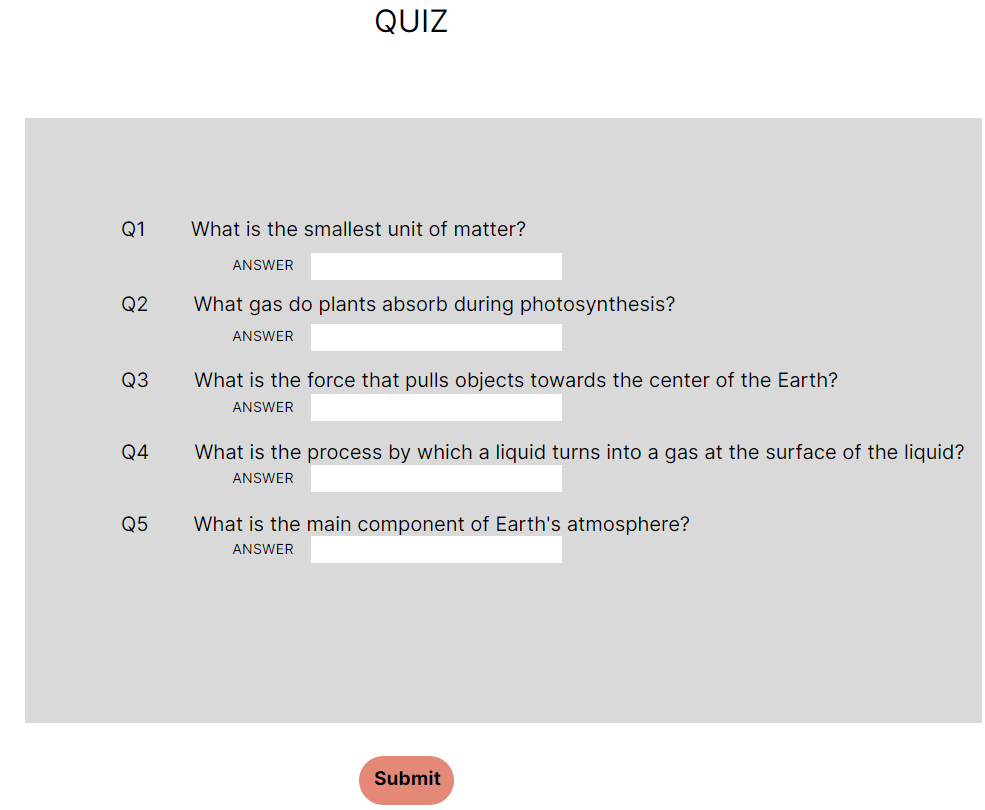 QUIZ
Q1 What is the smallest unit of matter?
ANSWER
Q2 What gas do plants absorb during photosynthesis?
ANSWER
Q3 What is the force that pulls objects towards the center of the Earth?
ANSWER
Q4 What is the process by which a liquid turns into a gas at the surface of the liquid?
ANSWER
Q5 What is the main component of Earth's atmosphere?
ANSWER
Submit